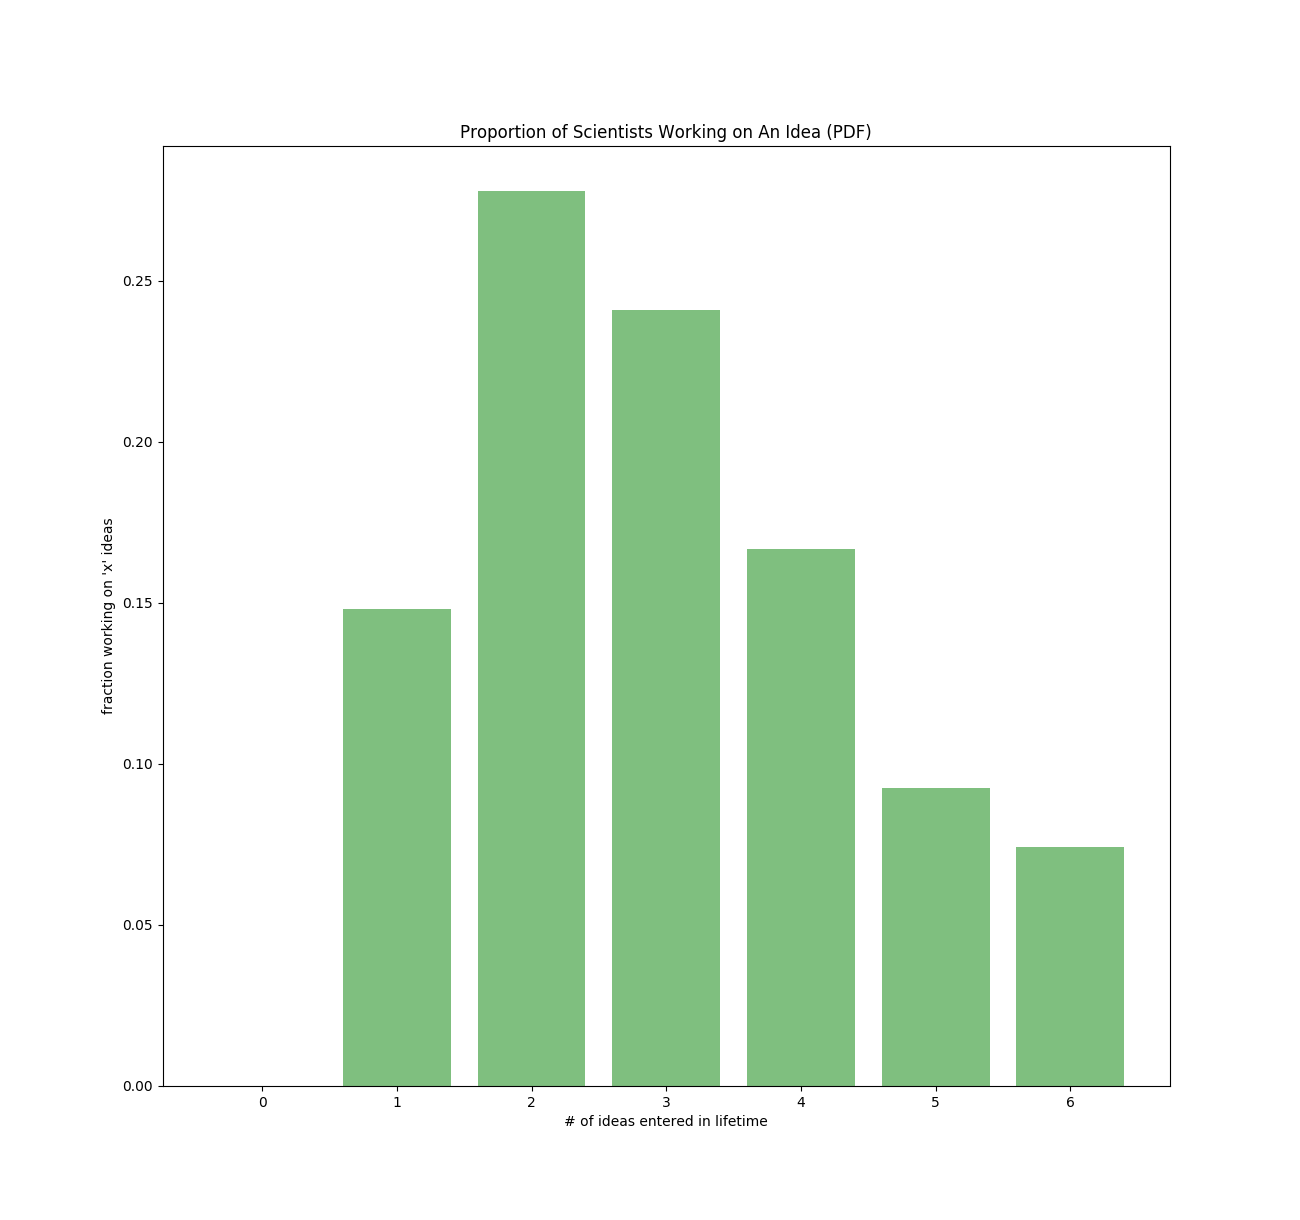 Proportion of Scientists Working on An Idea (PDF)
0.25
0.20
0.15
0.10
0.05
0.00
fraction working on 'x' ideas
0 1 2 3 4 5 6
# of ideas entered in lifetime